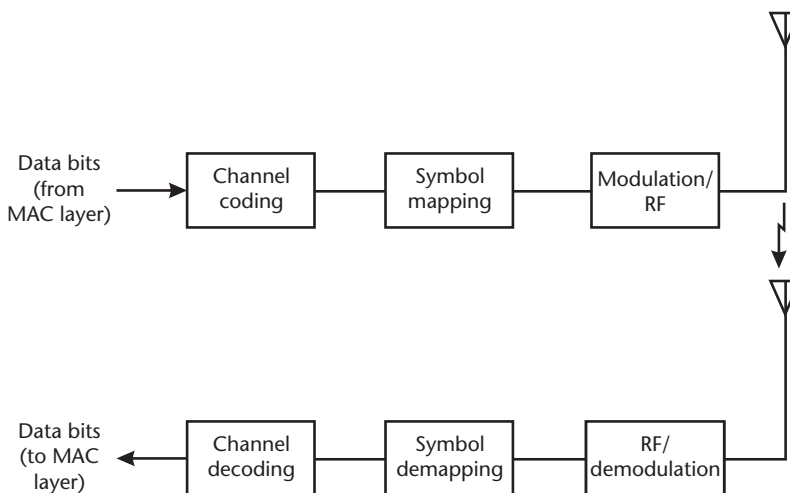 Data bits
(from
MAC layer)
Channel
coding
Symbol
mapping
Modulation/
RF
Data bits
(to MAC
layer)
Channel
decoding
Symbol
demapping
RF/
demodulation